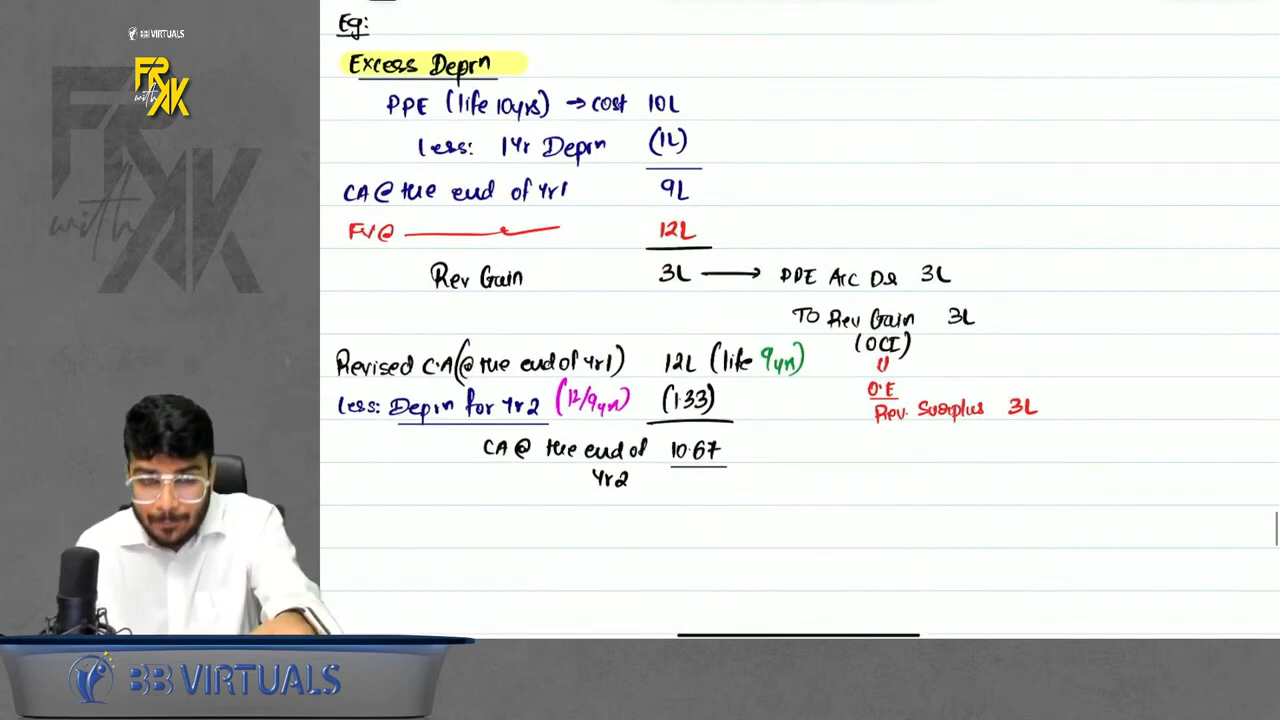 BB VIRTUALS
FR with AK
FR with AK
Eg:
Excess Deprn
PPE (life 10yrs) → cost 10L
less: 1Yr Deprn (1L)
CA @ the end of Yr1 9L
FV@ 12L
Rev Gain 3L → PPE A/c Dr 3L
To Rev Gain 3L
(OCI)
Revised C.A (@ the end of Yr1) 12L (life 9yrs)
less: Deprn for Yr2 (12/9yrs) (1.33)
O.E
Rev. Surplus 3L
CA @ the end of 10.67
Yr2
BB VIRTUALS